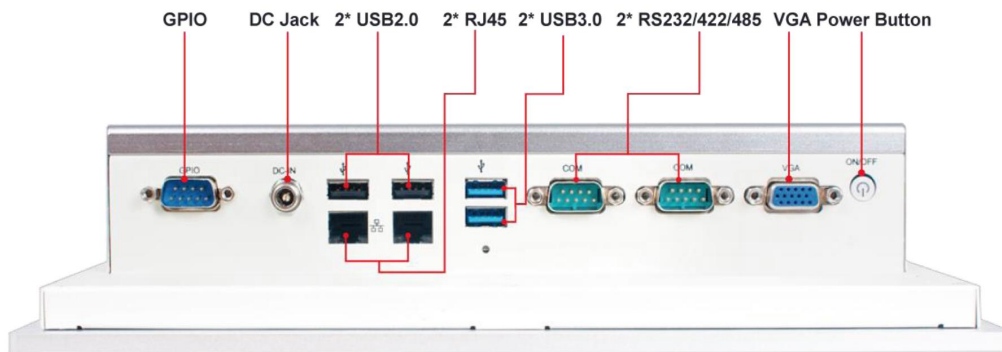 GPIO DC Jack 2* USB2.0 2* RJ45 2* USB3.0 2* RS232/422/485 VGA Power Button
GPIO DC-IN COM COM VGA ON/OFF